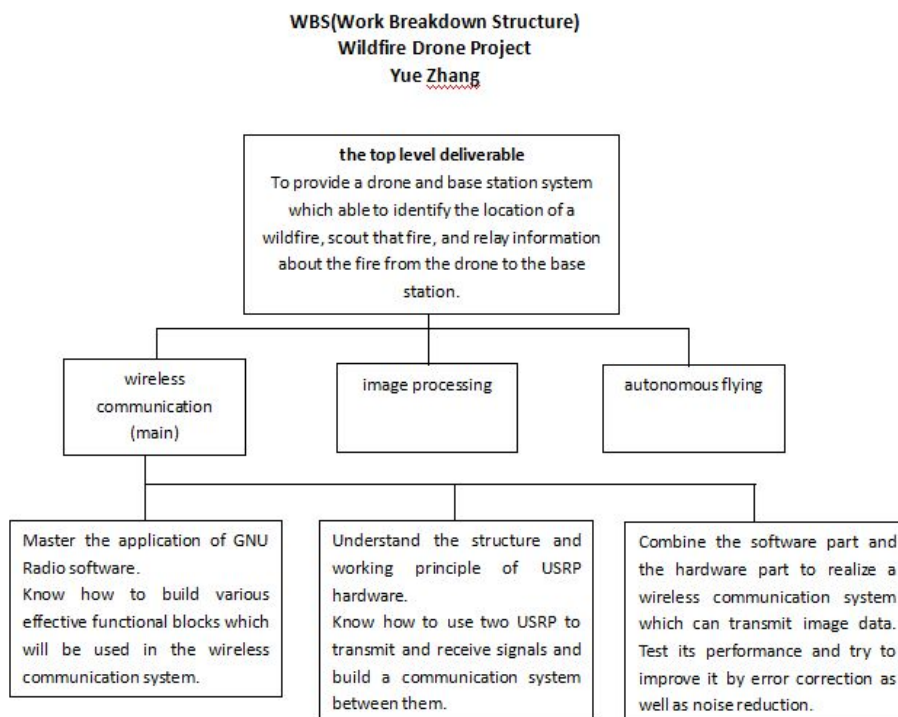 WBS(Work Breakdown Structure)
Wildfire Drone Project
Yue Zhang
the top level deliverable
To provide a drone and base station system
which able to identify the location of a
wildfire, scout that fire, and relay information
about the fire from the drone to the base
station.
wireless
communication
(main)
image processing
autonomous flying
Master the application of GNU
Radio software.
Know how to build various
effective functional blocks which
will be used in the wireless
communication system.
Understand the structure and
working principle of USRP
hardware.
Know how to use two USRP to
transmit and receive signals and
build a communication system
between them.
Combine the software part and
the hardware part to realize a
wireless communication system
which can transmit image data.
Test its performance and try to
improve it by error correction as
well as noise reduction.